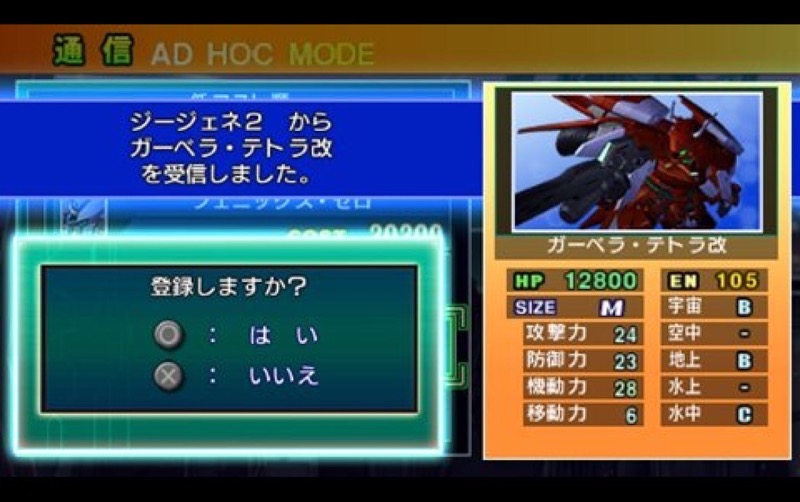 通信 AD HOC MODE
ジージェネ2 から
ガーベラ・テトラ改
を受信しました。
フェニックス・ゼロ
登録しますか?
○ : はい
× : いいえ
ガーベラ・テトラ改
HP 12800 EN 105
SIZE M 宇宙 B
攻撃力 24 空中 -
防御力 23 地上 B
機動力 28 水上 -
移動力 6 水中 C